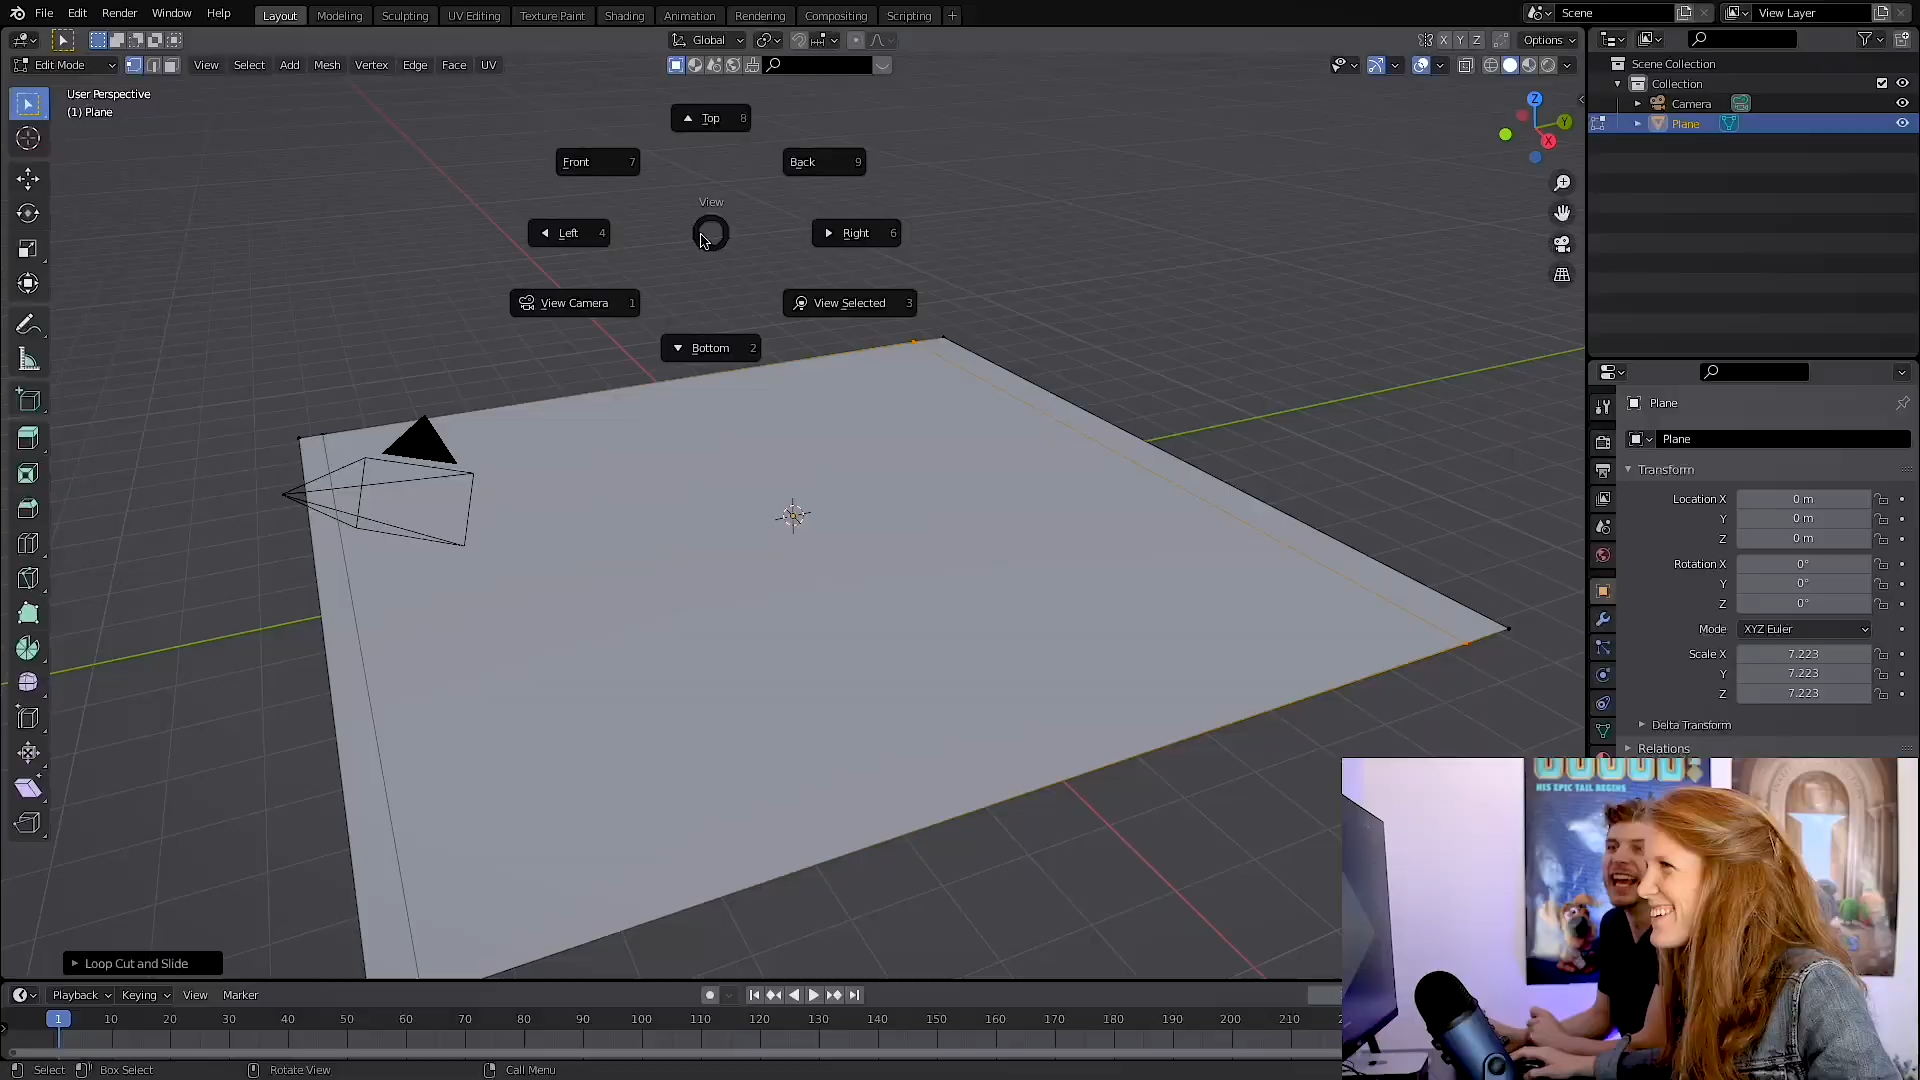 File Edit Render Window Help
Layout Modeling Sculpting UV Editing Texture Paint Shading Animation Rendering Compositing Scripting +
Scene
View Layer
Global
X Y Z
Options
Edit Mode
View Select Add Mesh Vertex Edge Face UV
User Perspective
(1) Plane
Top 8
Front 7
Back 9
View
Left 4
Right 6
View Camera 1
View Selected 3
Bottom 2
Z
Y
X
Scene Collection
Collection
Camera
Plane
Plane
Plane
Transform
Location X 0 m
Y 0 m
Z 0 m
Rotation X 0°
Y 0°
Z 0°
Mode XYZ Euler
Scale X 7.223
Y 7.223
Z 7.223
Delta Transform
Relations
HIS EPIC TAIL BEGINS
Loop Cut and Slide
Playback Keying View Marker
1 10 20 30 40 50 60 70 80 90 100 110 120 130 140 150 160 170 180 190 200 210
Select Box Select Rotate View Call Menu